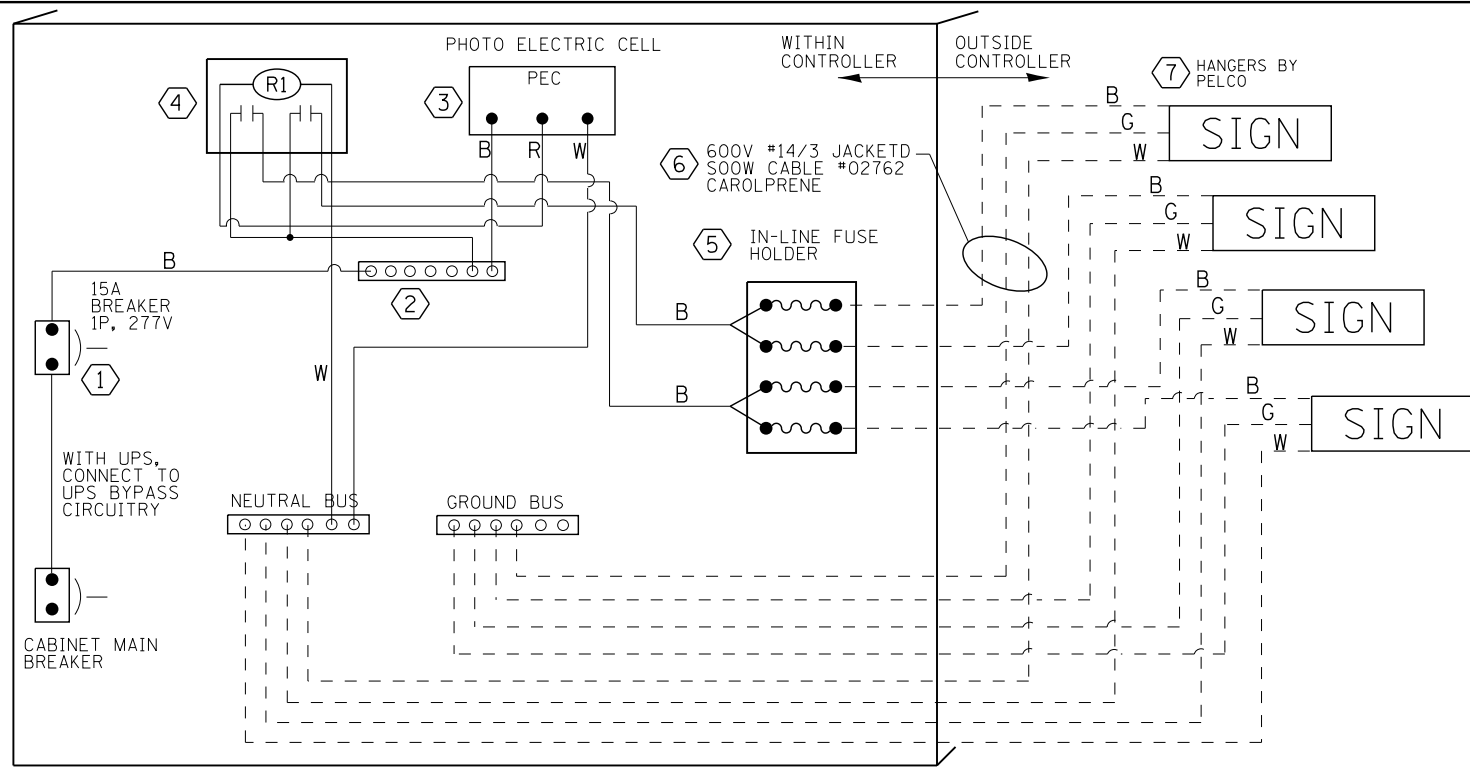 PHOTO ELECTRIC CELL
WITHIN
CONTROLLER
OUTSIDE
CONTROLLER
7
HANGERS BY
PELCO
4
R1
3
PEC
B
R
W
6
600V #14/3 JACKETD
SOOW CABLE #02762
CAROLPRENE
B
G
W
SIGN
B
G
W
SIGN
B
G
W
SIGN
B
G
W
SIGN
5
IN-LINE FUSE
HOLDER
B
B
B
2
15A
BREAKER
1P, 277V
1
W
WITH UPS,
CONNECT TO
UPS BYPASS
CIRCUITRY
NEUTRAL BUS
GROUND BUS
CABINET MAIN
BREAKER